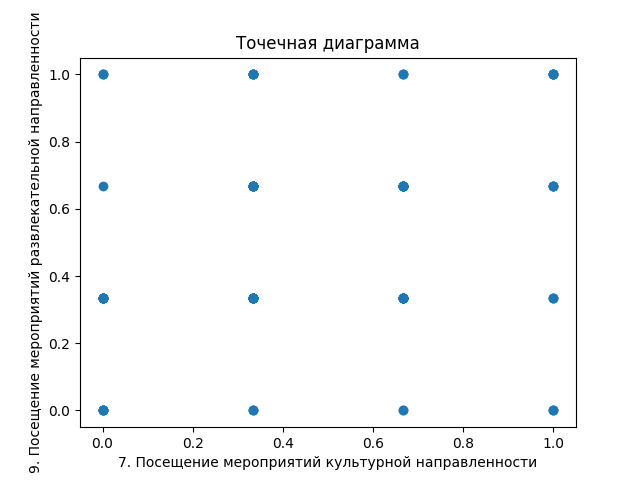 Точечная диаграмма
9. Посещение мероприятий развлекательной направленности
1.0
0.8
0.6
0.4
0.2
0.0
0.0 0.2 0.4 0.6 0.8 1.0
7. Посещение мероприятий культурной направленности